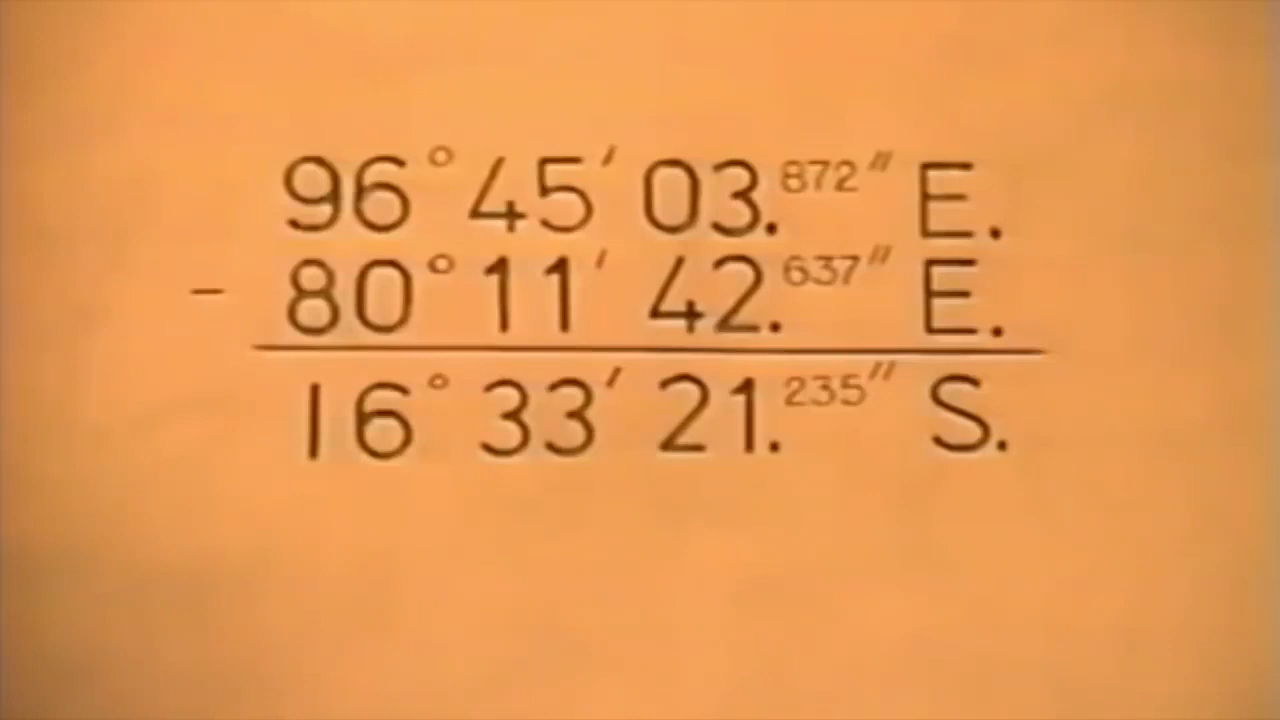 96°45′ 03.872″ E.
- 80°11′ 42.637″ E.
16°33′ 21.235″ S.